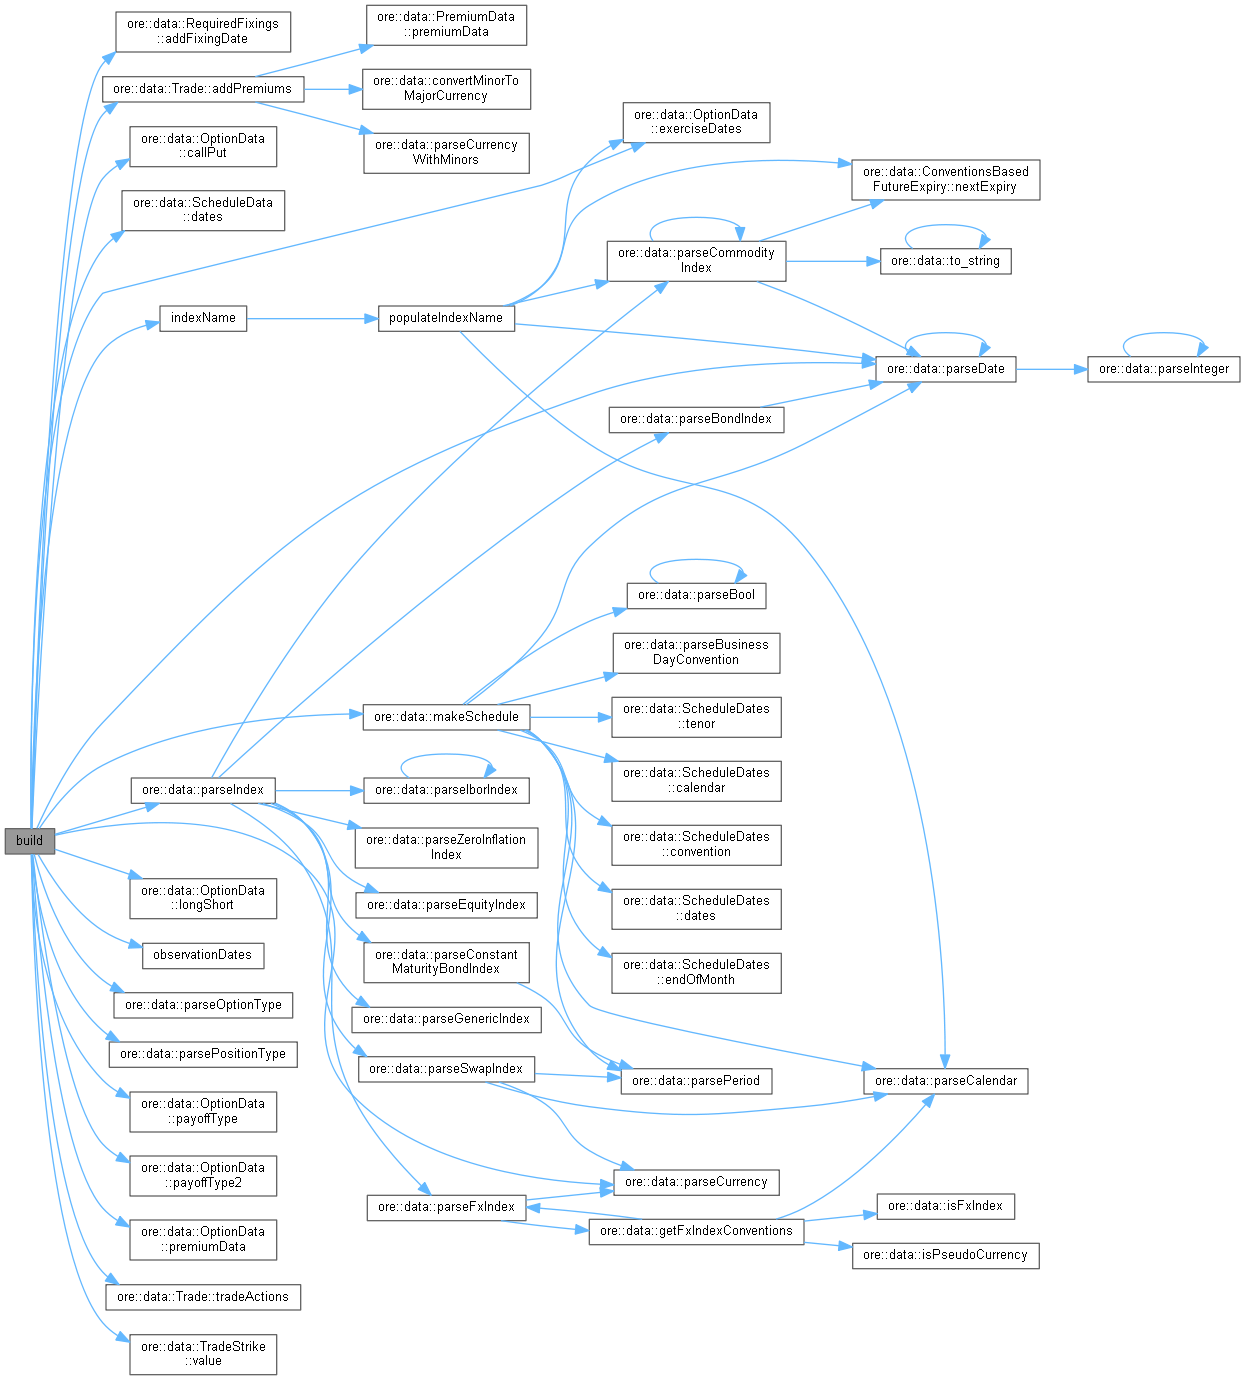 build
ore::data::RequiredFixings
::addFixingDate
ore::data::Trade::addPremiums
ore::data::OptionData
::callPut
ore::data::ScheduleData
::dates
indexName
ore::data::parseIndex
ore::data::OptionData
::longShort
observationDates
ore::data::parseOptionType
ore::data::parsePositionType
ore::data::OptionData
::payoffType
ore::data::OptionData
::payoffType2
ore::data::OptionData
::premiumData
ore::data::Trade::tradeActions
ore::data::TradeStrike
::value
ore::data::PremiumData
::premiumData
ore::data::convertMinorTo
MajorCurrency
ore::data::parseCurrency
WithMinors
populateIndexName
ore::data::makeSchedule
ore::data::parseIborIndex
ore::data::parseZeroInflation
Index
ore::data::parseEquityIndex
ore::data::parseConstant
MaturityBondIndex
ore::data::parseGenericIndex
ore::data::parseSwapIndex
ore::data::parseFxIndex
ore::data::OptionData
::exerciseDates
ore::data::parseCommodity
Index
ore::data::parseBondIndex
ore::data::parseBool
ore::data::parseBusiness
DayConvention
ore::data::ScheduleDates
::tenor
ore::data::ScheduleDates
::calendar
ore::data::ScheduleDates
::convention
ore::data::ScheduleDates
::dates
ore::data::ScheduleDates
::endOfMonth
ore::data::parsePeriod
ore::data::parseCurrency
ore::data::getFxIndexConventions
ore::data::ConventionsBased
FutureExpiry::nextExpiry
ore::data::to_string
ore::data::parseDate
ore::data::parseCalendar
ore::data::isFxIndex
ore::data::isPseudoCurrency
ore::data::parseInteger